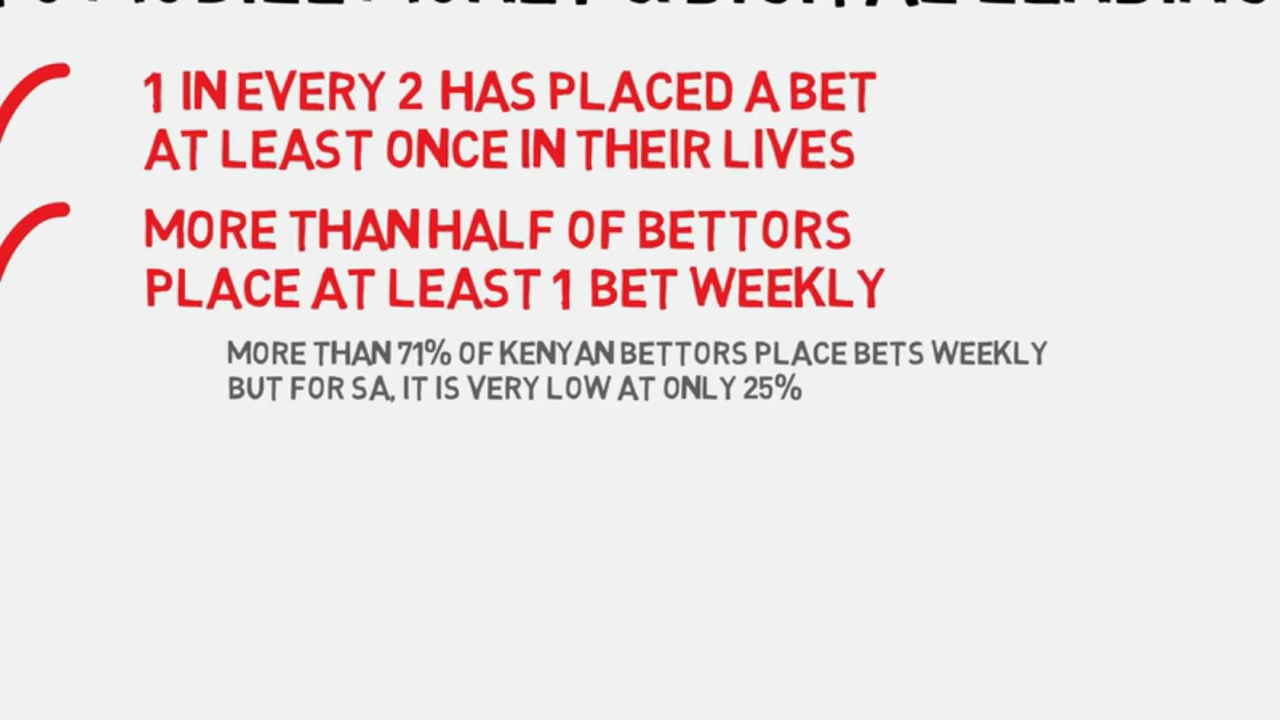 1 IN EVERY 2 HAS PLACED A BET
AT LEAST ONCE IN THEIR LIVES
MORE THAN HALF OF BETTORS
PLACE AT LEAST 1 BET WEEKLY
MORE THAN 71% OF KENYAN BETTORS PLACE BETS WEEKLY
BUT FOR SA, IT IS VERY LOW AT ONLY 25%